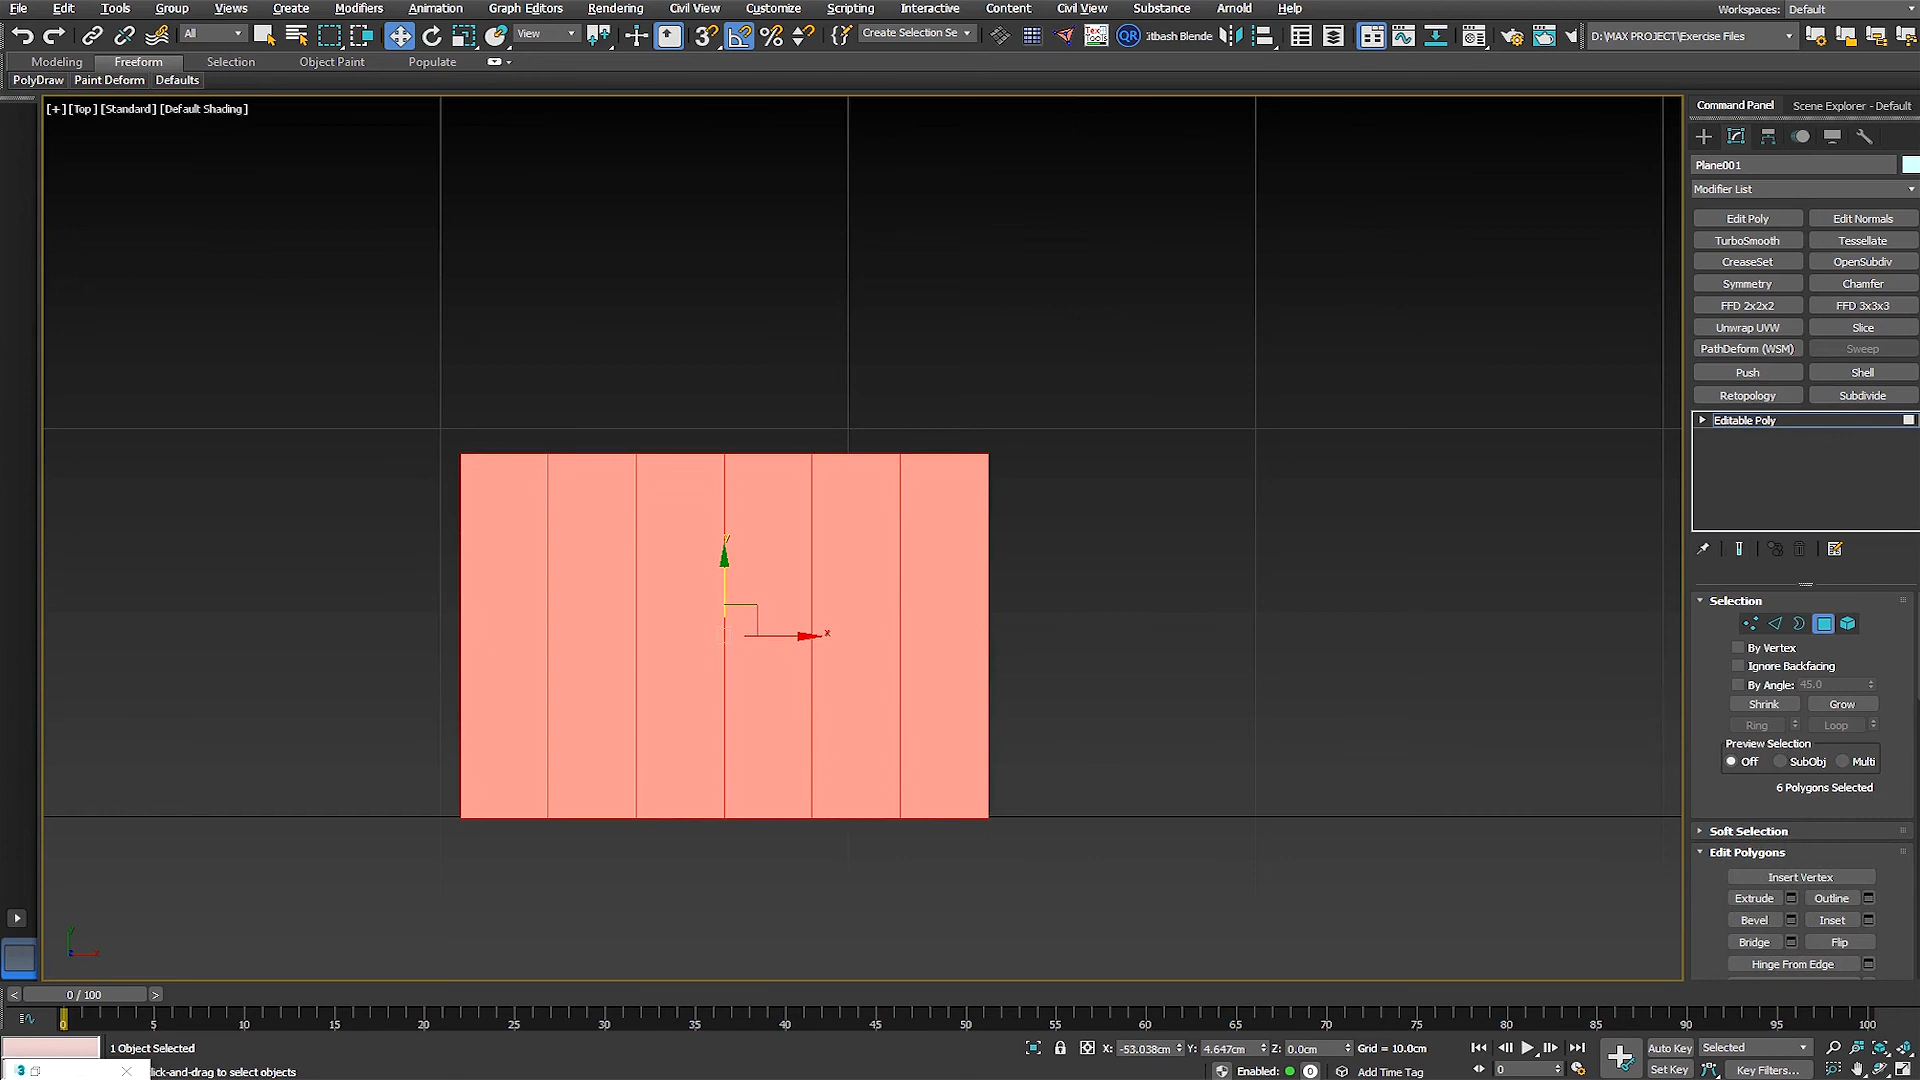 File Edit Tools Group Views Create Modifiers Animation Graph Editors Rendering Civil View Customize Scripting Interactive Content Civil View Substance Arnold Help Workspaces: Default
All View Create Selection Se QR Jtbash Blende D:\MAX PROJECT\Exercise Files
Modeling Freeform Selection Object Paint Populate
PolyDraw Paint Deform Defaults
[+] [Top] [Standard] [Default Shading]
Command Panel Scene Explorer - Default
Plane001
Modifier List
Edit Poly Edit Normals
TurboSmooth Tessellate
CreaseSet OpenSubdiv
Symmetry Chamfer
FFD 2x2x2 FFD 3x3x3
Unwrap UVW Slice
PathDeform (WSM) Sweep
Push Shell
Retopology Subdivide
Editable Poly
y
x
Selection
By Vertex
Ignore Backfacing
By Angle: 45.0
Shrink Grow
Ring Loop
Preview Selection
Off SubObj Multi
6 Polygons Selected
Soft Selection
Edit Polygons
Insert Vertex
Extrude Outline
Bevel Inset
Bridge Flip
Hinge From Edge
y
x
< 0 / 100 >
0 5 10 15 20 25 30 35 40 45 50 55 60 65 70 75 80 85 90 95 100
1 Object Selected X: -53.038cm Y: 4.647cm Z: 0.0cm Grid = 10.0cm Auto Key Selected
3 lick-and-drag to select objects Enabled: 0 Add Time Tag 0 Set Key Key Filters...